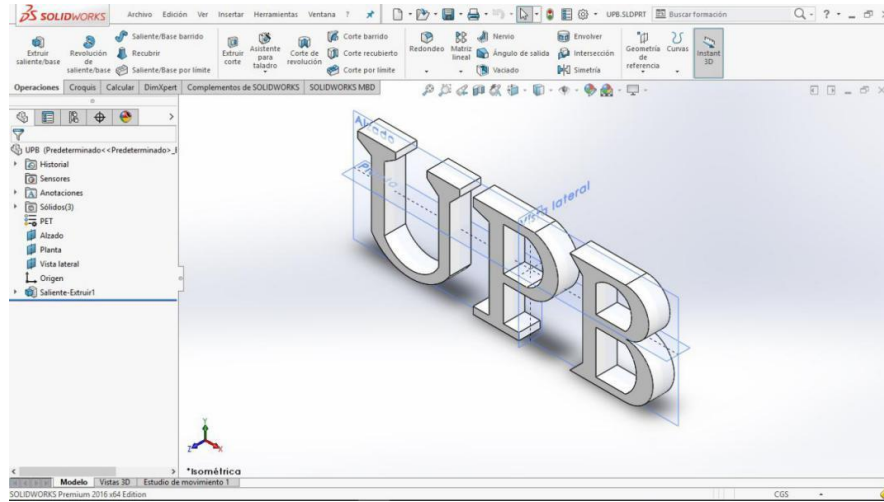 SOLIDWORKS Archivo Edición Ver Insertar Herramientas Ventana ? UPB.SLDPRT Buscar formación ?
Extruir saliente/base
Revolución de saliente/base
Saliente/Base barrido
Recubrir
Saliente/Base por límite
Extruir corte
Asistente para taladro
Corte de revolución
Corte barrido
Corte recubierto
Corte por límite
Redondeo
Matriz lineal
Nervio
Ángulo de salida
Vaciado
Envolver
Intersección
Simetría
Geometría de referencia
Curvas
Instant 3D
Operaciones Croquis Calcular DimXpert Complementos de SOLIDWORKS SOLIDWORKS MBD
UPB (Predeterminado<<Predeterminado>_
Historial
Sensores
Anotaciones
Sólidos(3)
PET
Alzado
Planta
Vista lateral
Origen
Saliente-Extruir1
Alzado
Planta
Vista lateral
UPB
Y
*Isométrica
Modelo Vistas 3D Estudio de movimiento 1
SOLIDWORKS Premium 2016 x64 Edition CGS